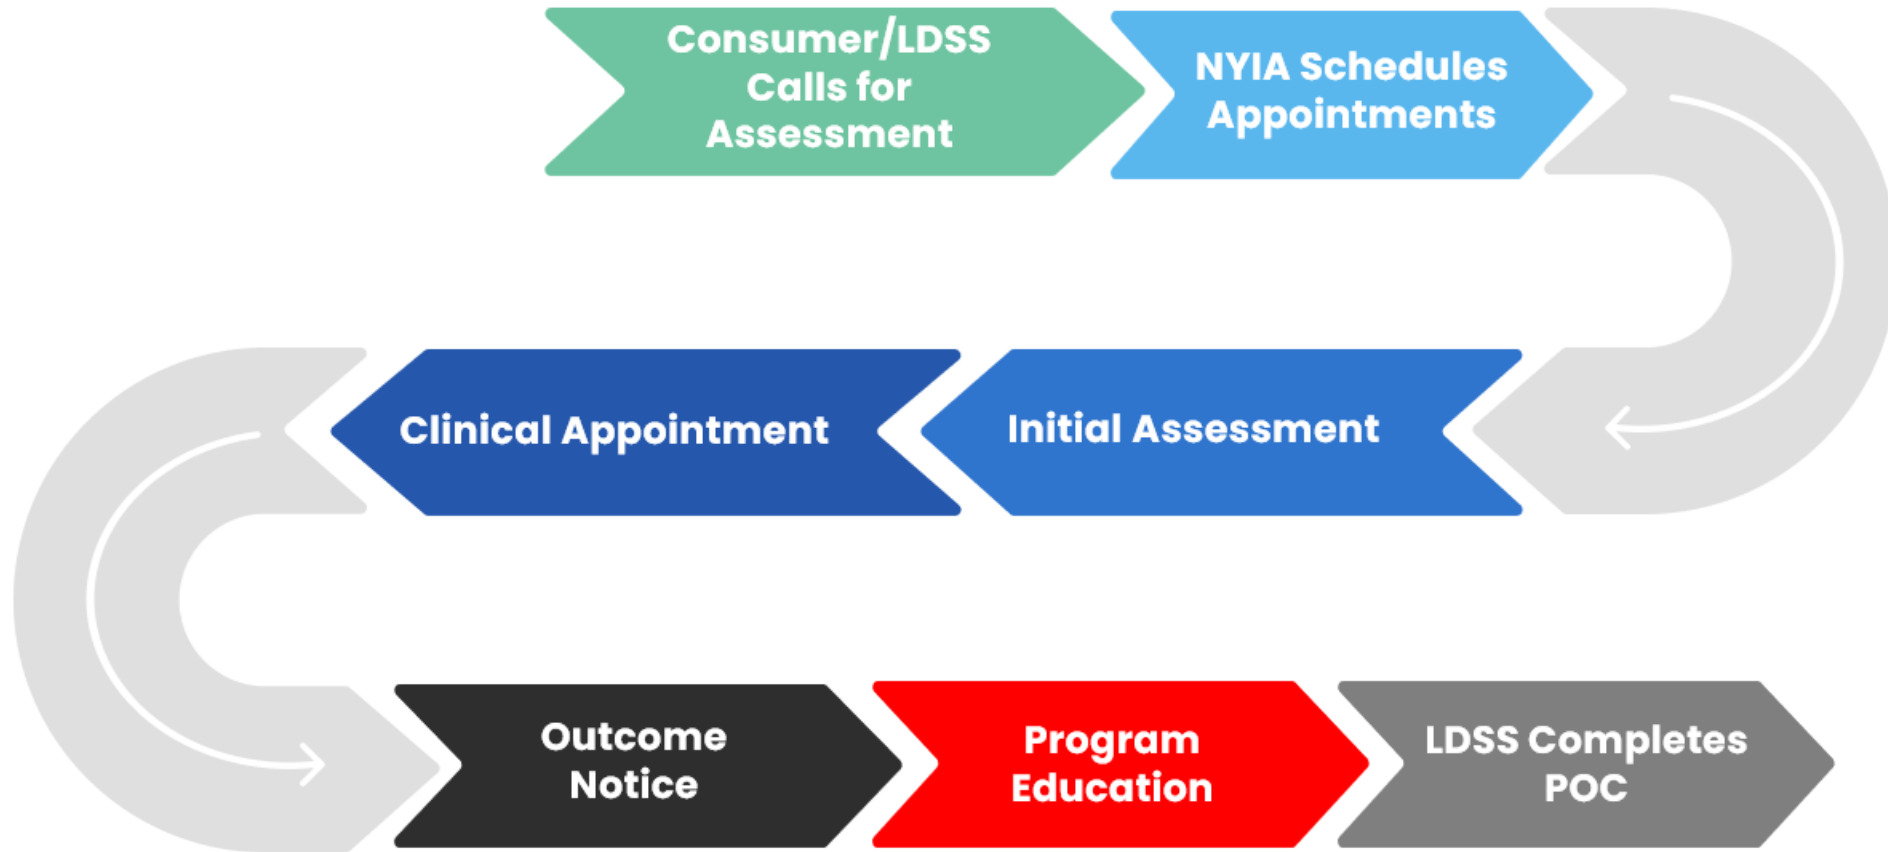 Consumer/LDSS
Calls for
Assessment
NYIA Schedules
Appointments
Initial Assessment
Clinical Appointment
Outcome
Notice
Program
Education
LDSS Completes
POC